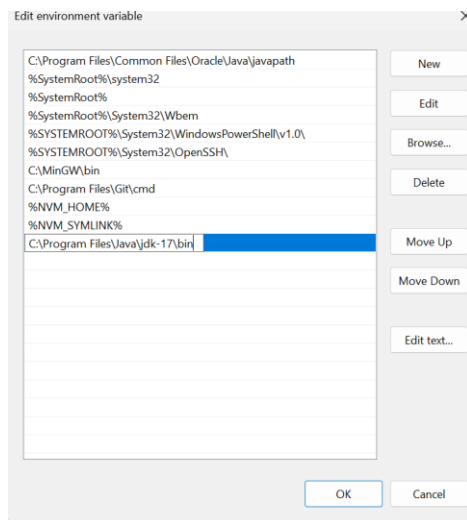 Edit environment variable
C:\Program Files\Common Files\Oracle\Java\javapath
%SystemRoot%\system32
%SystemRoot%
%SystemRoot%\System32\Wbem
%SYSTEMROOT%\System32\WindowsPowerShell\v1.0\
%SYSTEMROOT%\System32\OpenSSH\
C:\MinGW\bin
C:\Program Files\Git\cmd
%NVM_HOME%
%NVM_SYMLINK%
C:\Program Files\Java\jdk-17\bin
New
Edit
Browse...
Delete
Move Up
Move Down
Edit text...
OK
Cancel